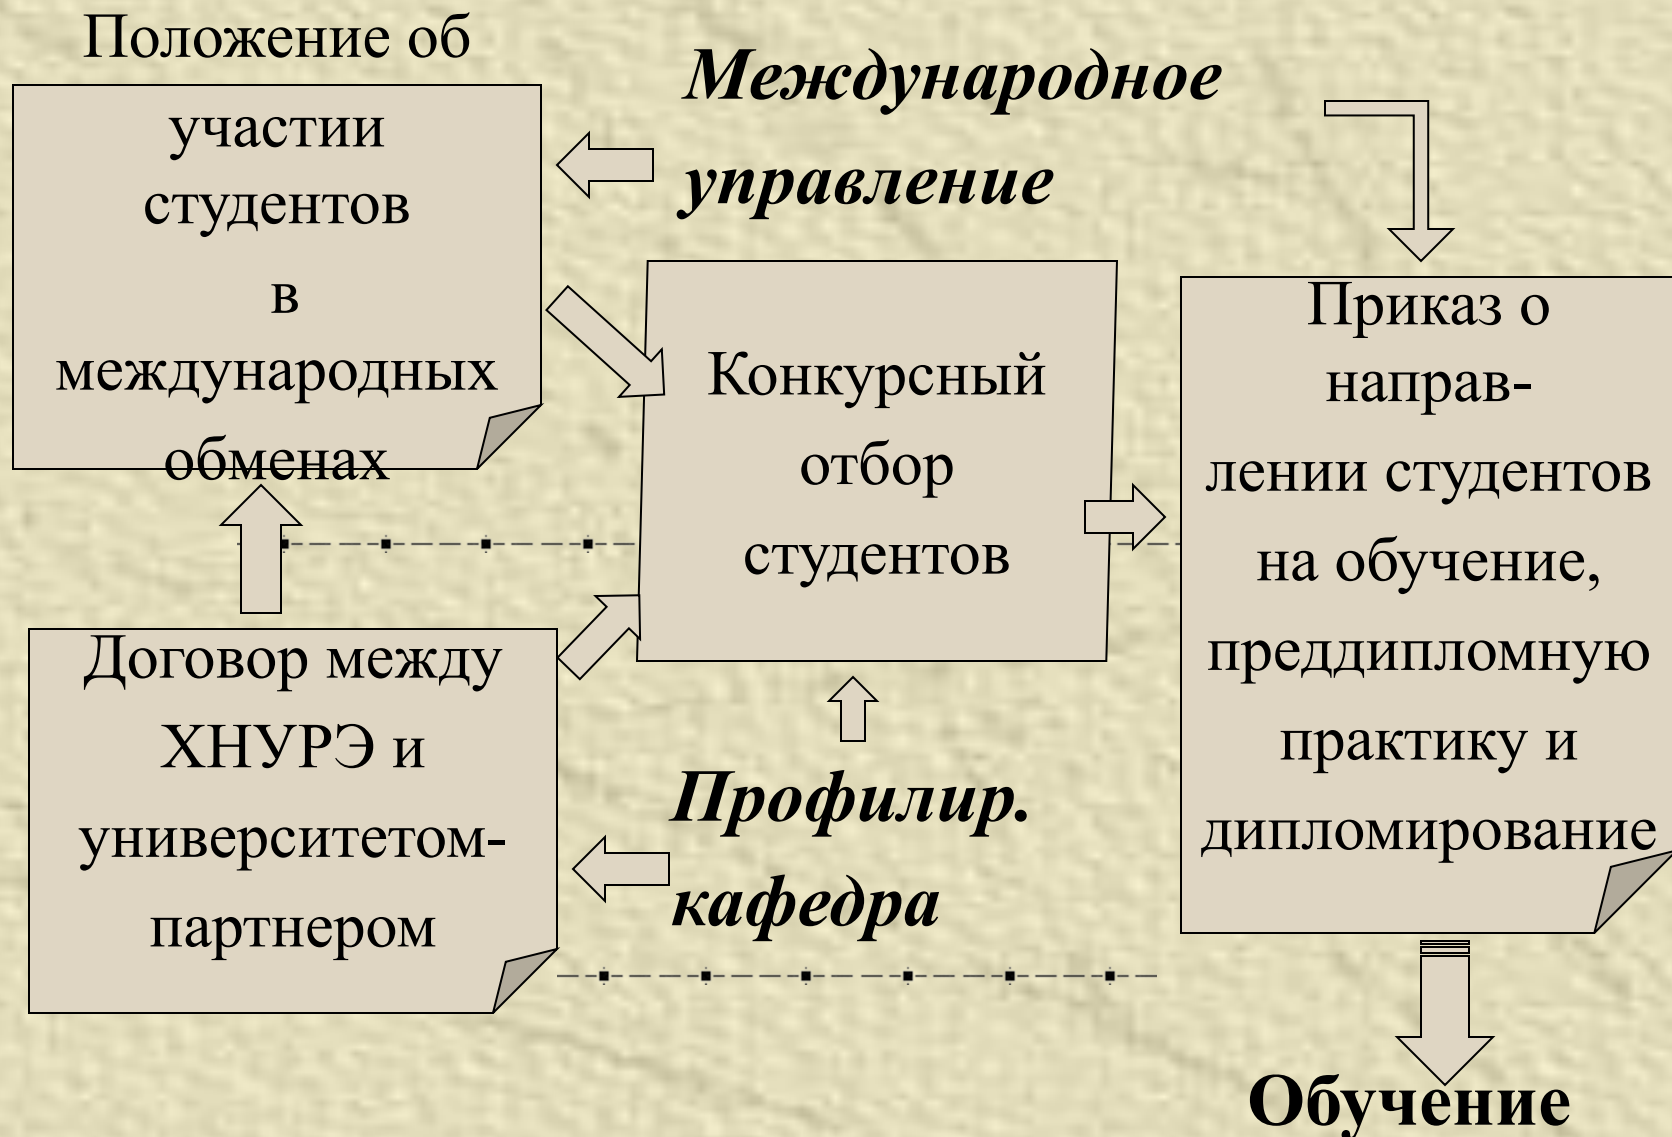 Положение об
участии
студентов
в
международных
обменах
Международное
управление
Конкурсный
отбор
студентов
Приказ о
направ-
лении студентов
на обучение,
преддипломную
практику и
дипломирование
Договор между
ХНУРЭ и
университетом-
партнером
Профилир.
кафедра
Обучение